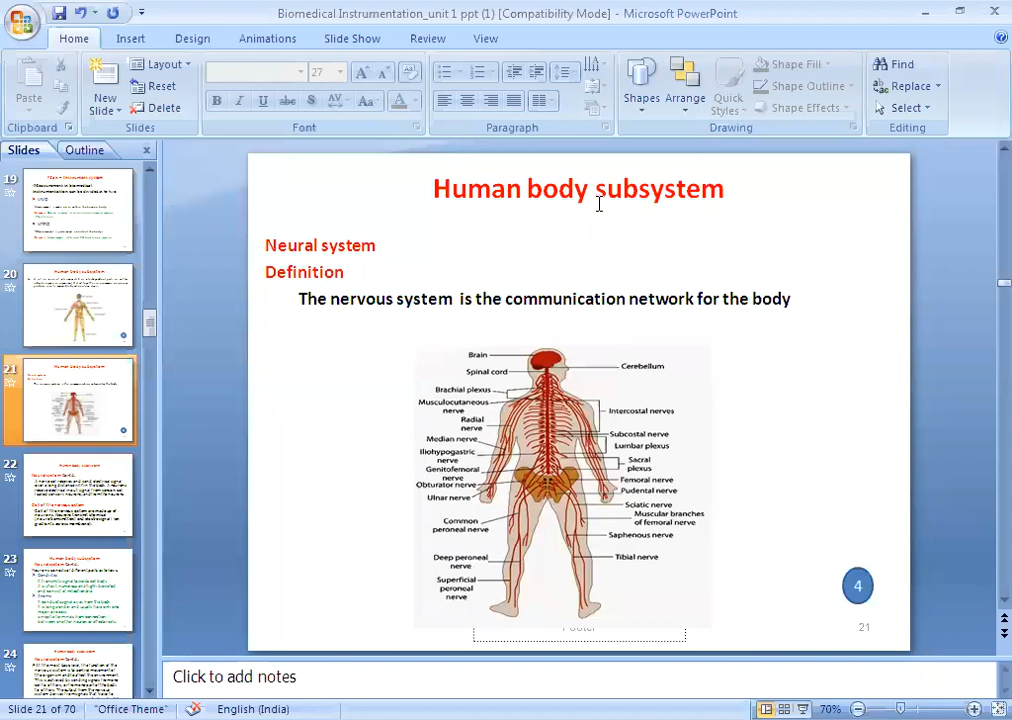 Biomedical Instrumentation_unit 1 ppt (1) [Compatibility Mode] - Microsoft PowerPoint
Home Insert Design Animations Slide Show Review View
Paste
Clipboard
New
Slide
Layout
Reset
Delete
Slides
27
B I U abc S AV Aa A
Font
Paragraph
Shapes Arrange Quick
Styles
Shape Fill
Shape Outline
Shape Effects
Drawing
Find
Replace
Select
Editing
Slides Outline
19
20
21
22
23
24
Human body subsystem
Neural system
Definition
The nervous system is the communication network for the body
Brain
Cerebellum
Spinal cord
Brachial plexus
Musculocutaneous
nerve
Intercostal nerves
Radial
nerve
Subcostal nerve
Median nerve
Lumbar plexus
Iliohypogastric
nerve
Sacral
plexus
Genitofemoral
nerve
Femoral nerve
Obturator nerve
Pudental nerve
Ulnar nerve
Sciatic nerve
Muscular branches
of femoral nerve
Common
peroneal nerve
Saphenous nerve
Deep peroneal
nerve
Tibial nerve
Superficial
peroneal
nerve
4
Footer
21
Click to add notes
Slide 21 of 70 "Office Theme" English (India) 70%